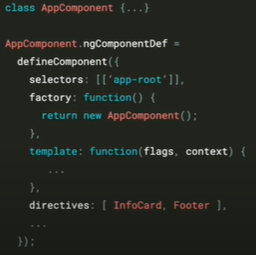 class AppComponent {...}
AppComponent.ngComponentDef =
defineComponent({
selectors: [['app-root']],
factory: function() {
return new AppComponent();
},
template: function(flags, context) {
...
},
directives: [ InfoCard, Footer ],
...
});